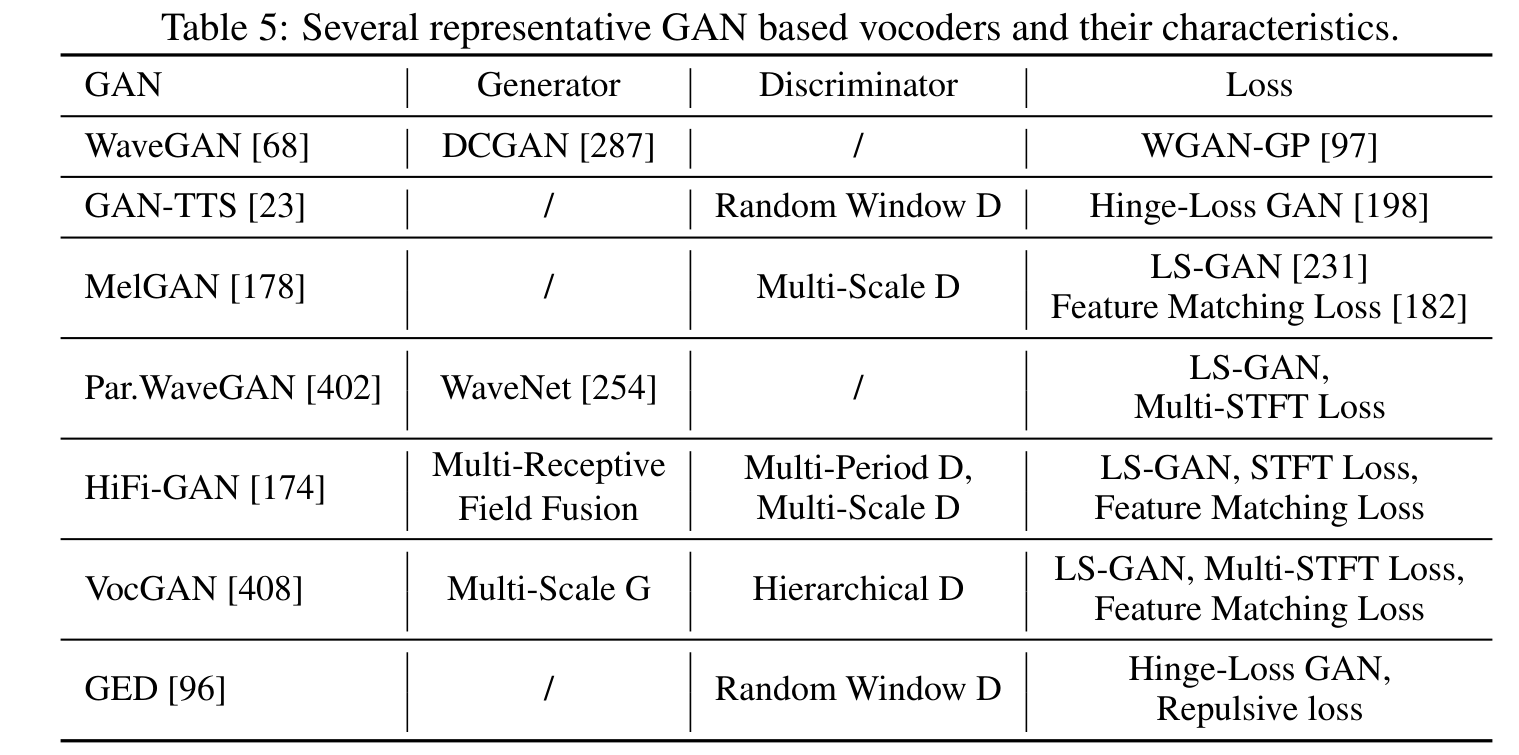 Table 5: Several representative GAN based vocoders and their characteristics.
GAN Generator Discriminator Loss
WaveGAN [68] DCGAN [287] / WGAN-GP [97]
GAN-TTS [23] / Random Window D Hinge-Loss GAN [198]
MelGAN [178] / Multi-Scale D LS-GAN [231]
Feature Matching Loss [182]
Par.WaveGAN [402] WaveNet [254] / LS-GAN,
Multi-STFT Loss
HiFi-GAN [174] Multi-Receptive
Field Fusion Multi-Period D,
Multi-Scale D LS-GAN, STFT Loss,
Feature Matching Loss
VocGAN [408] Multi-Scale G Hierarchical D LS-GAN, Multi-STFT Loss,
Feature Matching Loss
GED [96] / Random Window D Hinge-Loss GAN,
Repulsive loss